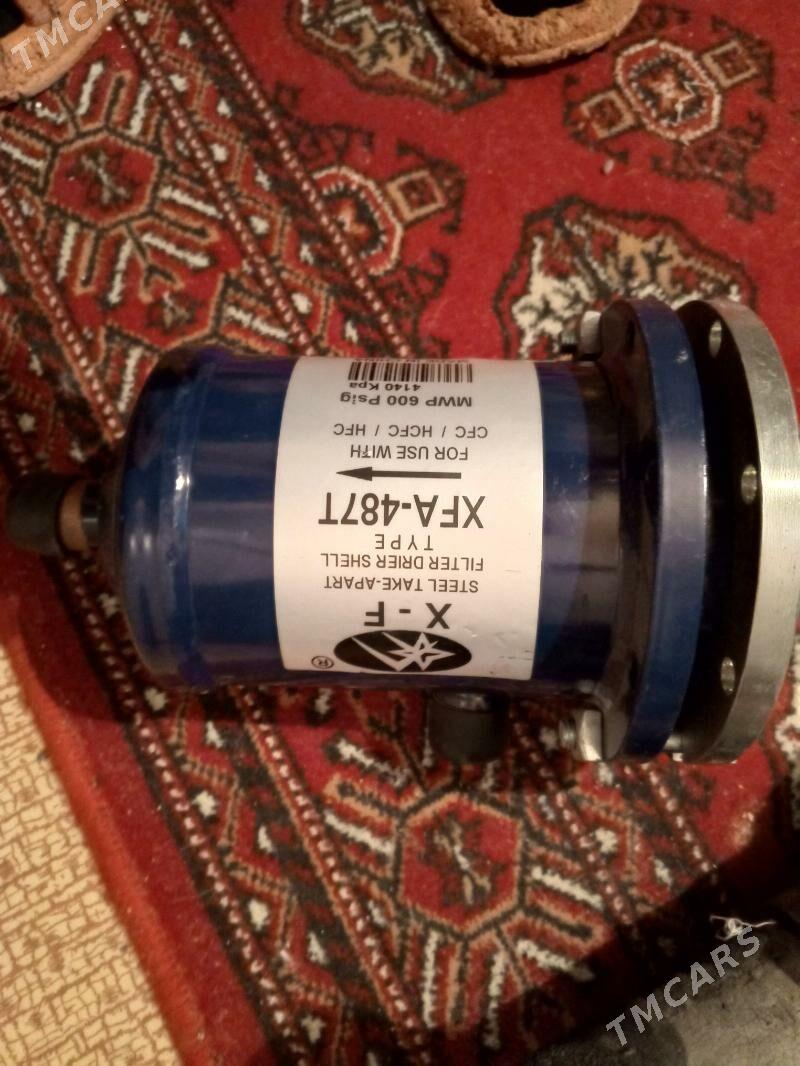 ®
X - F
STEEL TAKE-APART
FILTER DRIER SHELL
TYPE
XFA-487T
FOR USE WITH
CFC / HCFC / HFC
MWP 600 Psig
4140 Kpa
TMCARS
TMCARS